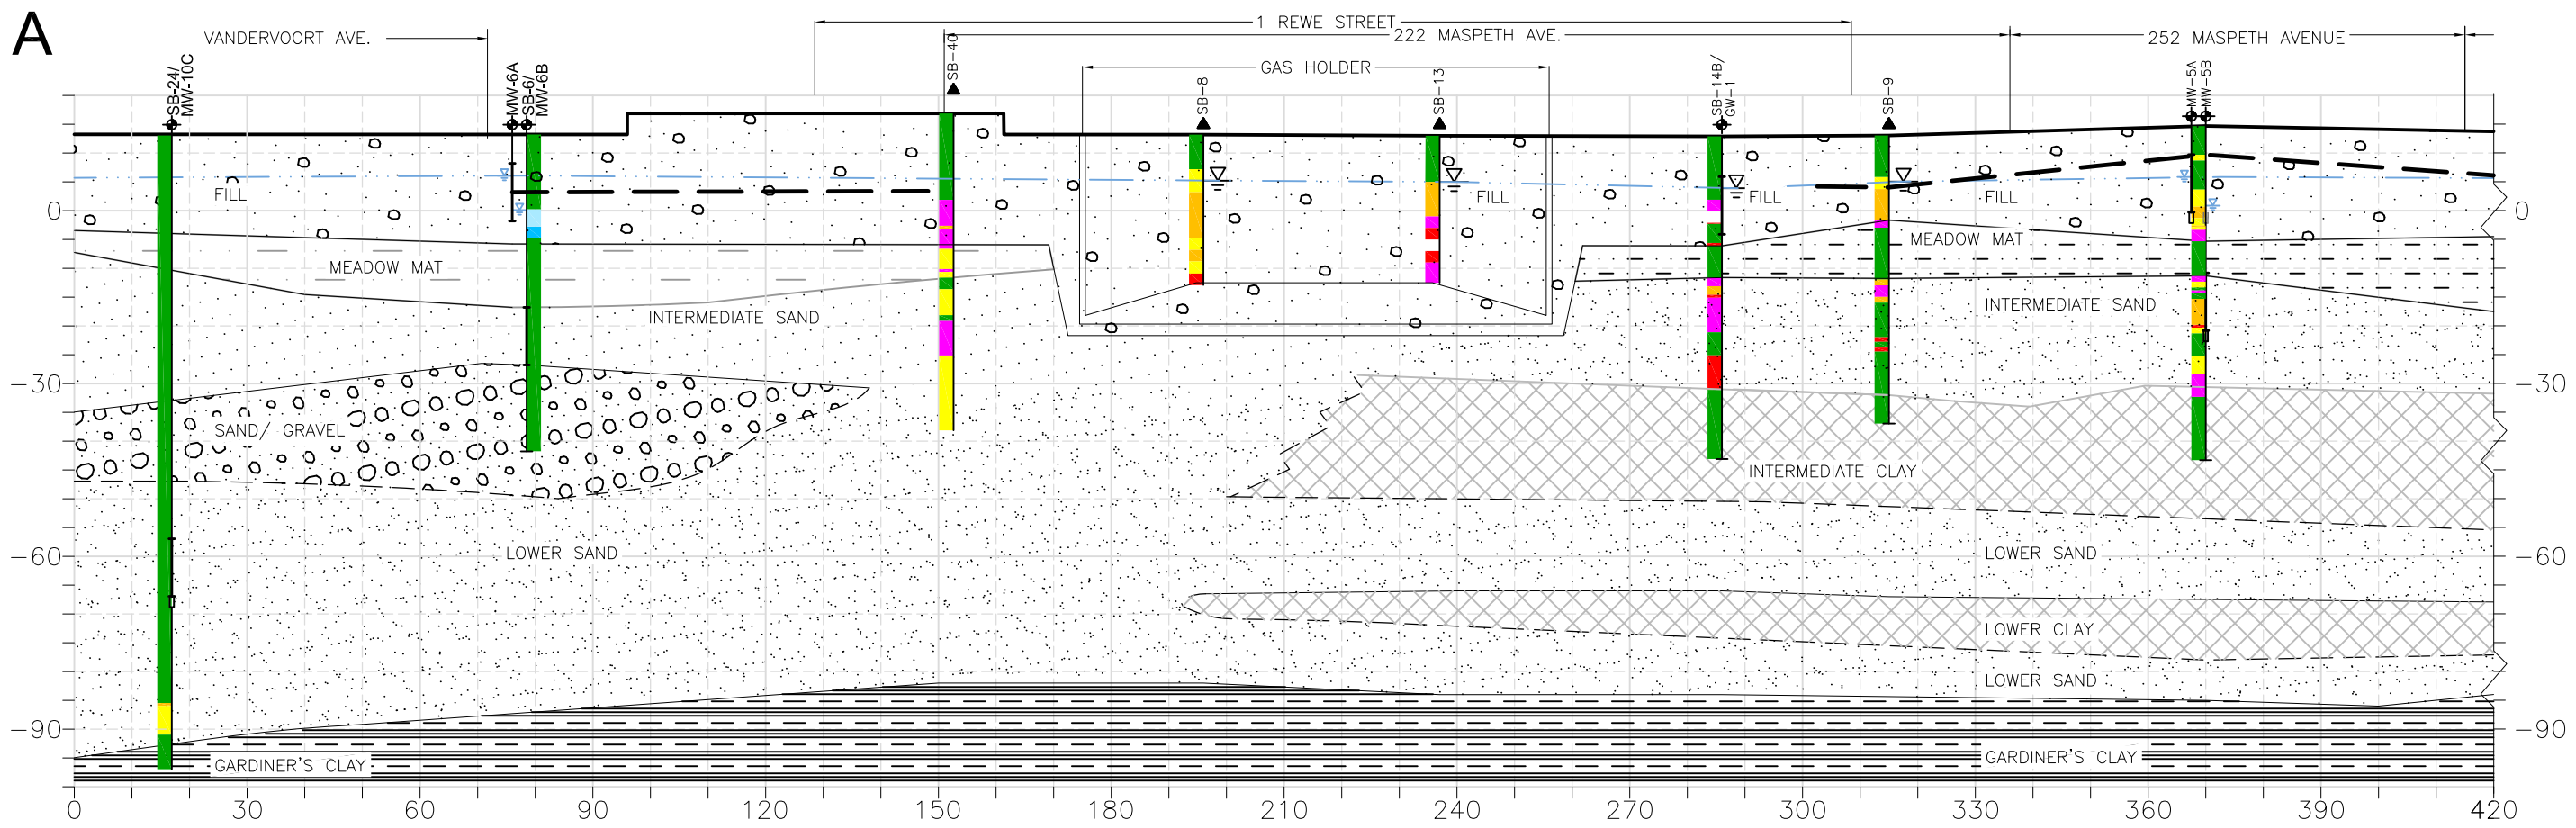 A
1 REWE STREET
VANDERVOORT AVE.
222 MASPETH AVE.
252 MASPETH AVENUE
GAS HOLDER
SB-24/
MW-10C
MW-6A
SB-6/
MW-6B
SB-40
SB-8
SB-13
SB-14B/
GW-1
SB-9
MW-5A
MW-5B
FILL
FILL
FILL
FILL
0
0
MEADOW MAT
MEADOW MAT
INTERMEDIATE SAND
INTERMEDIATE SAND
-30
-30
SAND/ GRAVEL
INTERMEDIATE CLAY
-60
LOWER SAND
LOWER SAND
-60
LOWER CLAY
LOWER SAND
-90
-90
GARDINER'S CLAY
GARDINER'S CLAY
0 30 60 90 120 150 180 210 240 270 300 330 360 390 420